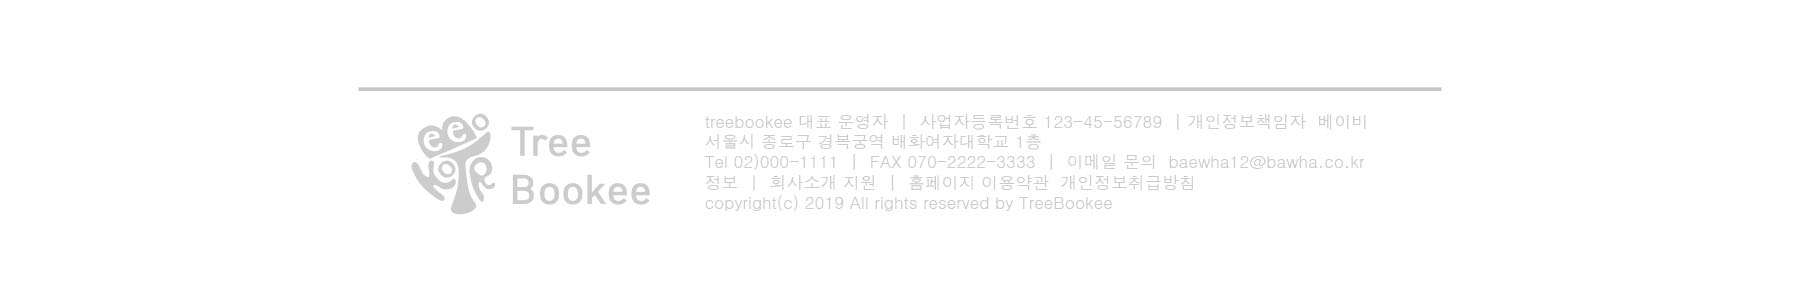 Tree
Bookee
treebookee 대표 운영자 | 사업자등록번호 123-45-56789 | 개인정보책임자 베이비
서울시 종로구 경복궁역 배화여자대학교 1층
Tel 02)000-1111 | FAX 070-2222-3333 | 이메일 문의 baewha12@bawha.co.kr
정보 | 회사소개 지원 | 홈페이지 이용약관 개인정보취급방침
copyright(c) 2019 All rights reserved by TreeBookee